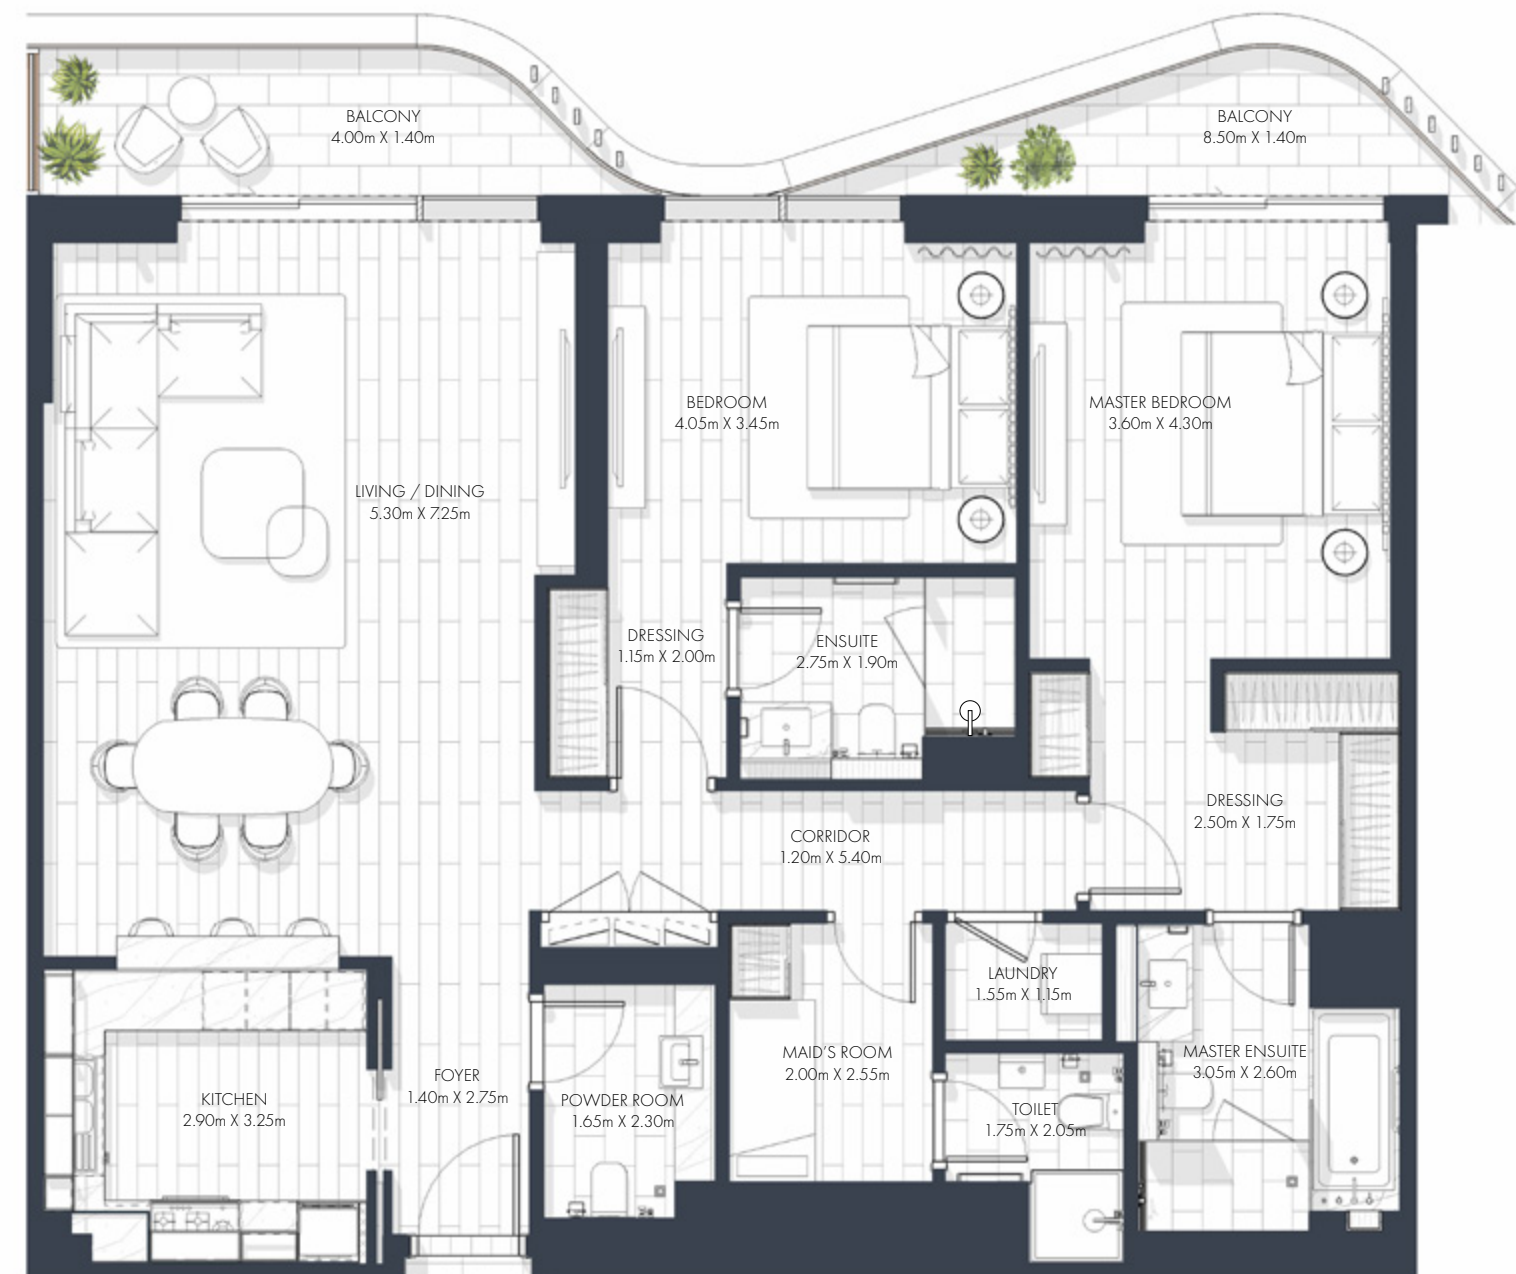 BALCONY
4.00m X 1.40m
BALCONY
8.50m X 1.40m
BEDROOM
4.05m X 3.45m
MASTER BEDROOM
3.60m X 4.30m
LIVING / DINING
5.30m X 7.25m
DRESSING
1.15m X 2.00m
ENSUITE
2.75m X 1.90m
DRESSING
2.50m X 1.75m
CORRIDOR
1.20m X 5.40m
LAUNDRY
1.55m X 1.15m
MAID'S ROOM
2.00m X 2.55m
MASTER ENSUITE
3.05m X 2.60m
FOYER
1.40m X 2.75m
KITCHEN
2.90m X 3.25m
POWDER ROOM
1.65m X 2.30m
TOILET
1.75m X 2.05m